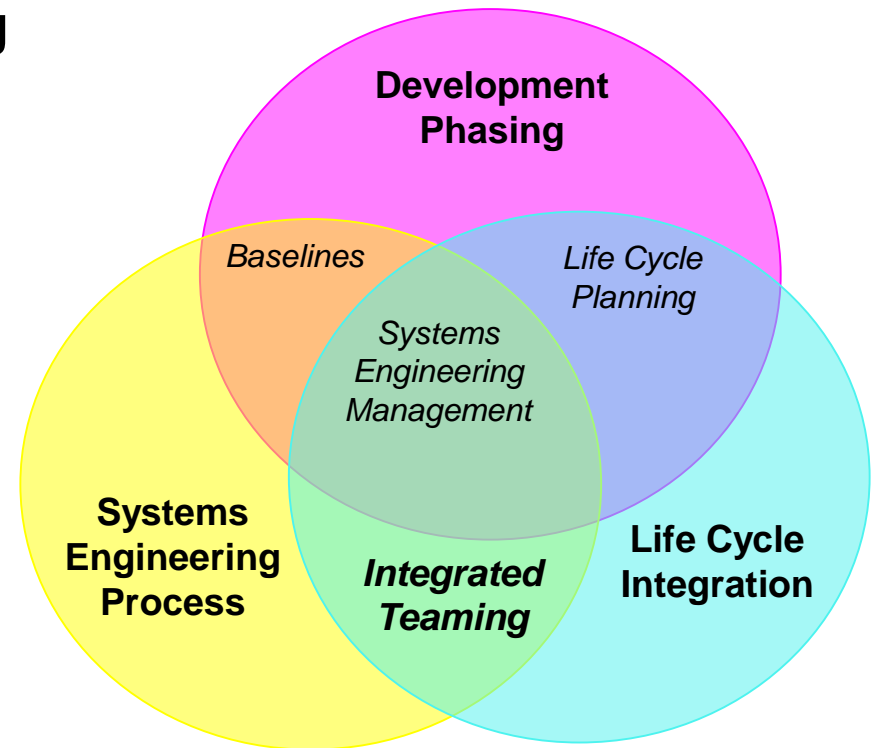 g
Development
Phasing
Baselines
Life Cycle
Planning
Systems
Engineering
Management
Systems
Engineering
Process
Integrated
Teaming
Life Cycle
Integration